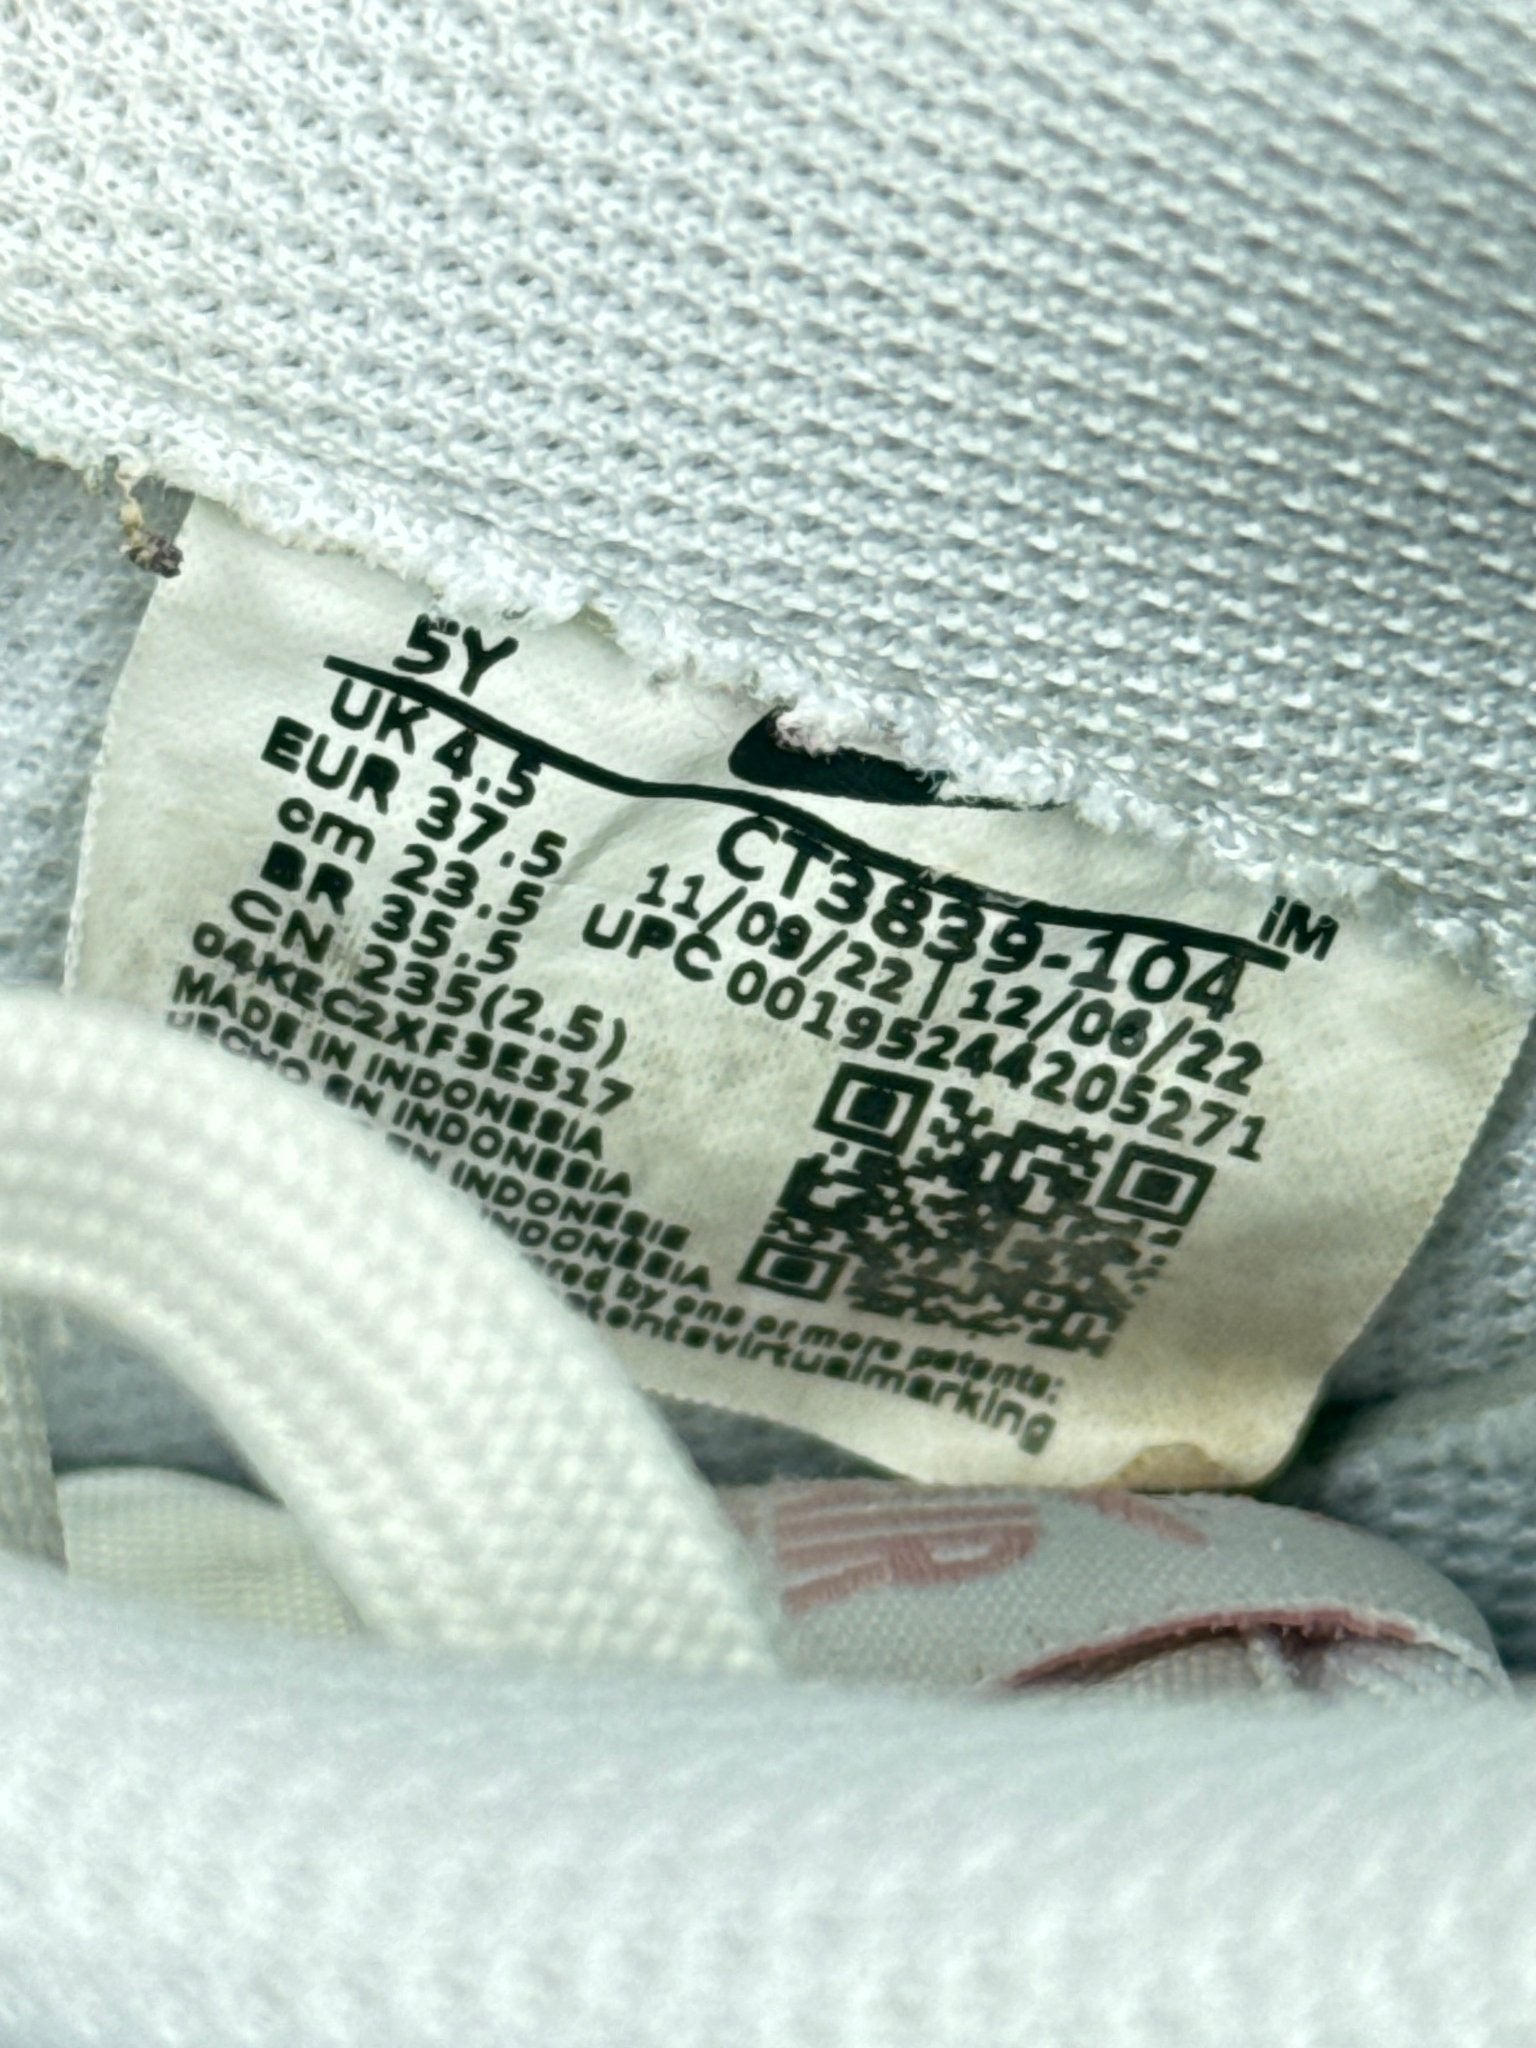 5Y
IM
UK 4.5
EUR 37.5
cm 23.5
BR 35.5
CN 235(2.5)
CT3839-104
11/09/22 | 12/06/22
UPC 00195244205271
04KEC2XF3E517
MADE IN INDONESIA
HECHO EN INDONESIA
EN INDONESIE
INDONESIA
by one or more patents: